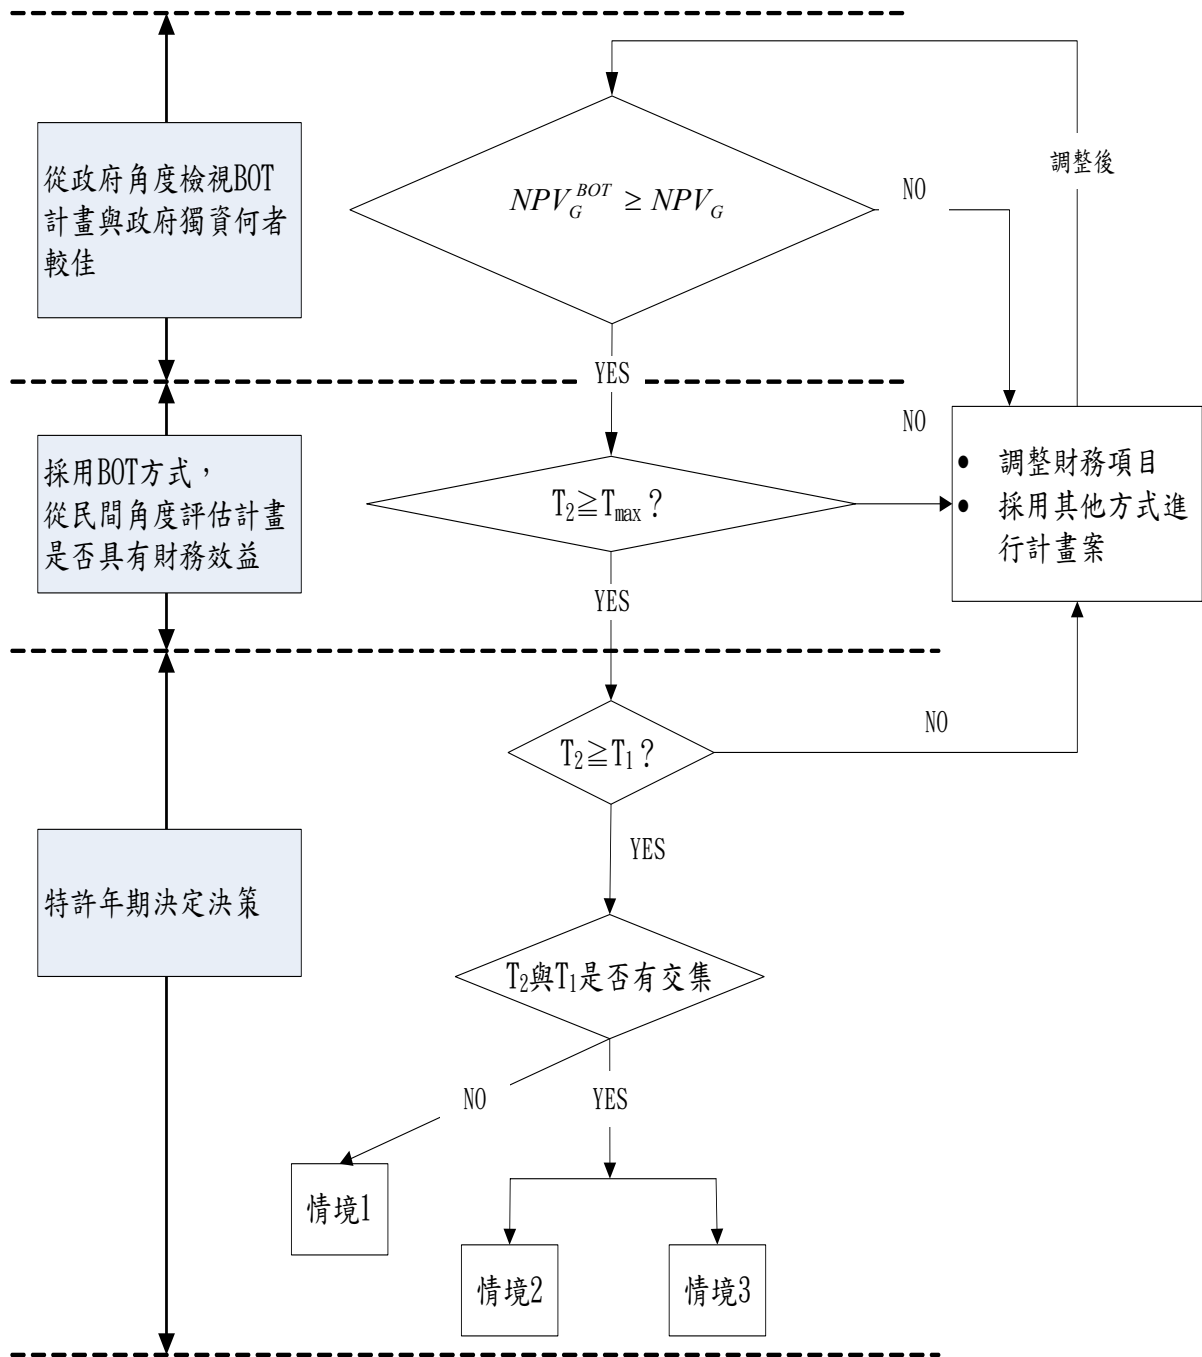 從政府角度檢視BOT
計畫與政府獨資何者
較佳
NPV_G^{BOT} ≥ NPV_G
NO
調整後
YES
採用BOT方式，
從民間角度評估計畫
是否具有財務效益
T₂≧T_{max}？
NO
● 調整財務項目
● 採用其他方式進
行計畫案
YES
T₂≧T₁？
NO
YES
特許年期決定決策
T₂與T₁是否有交集
NO
YES
情境1
情境2
情境3